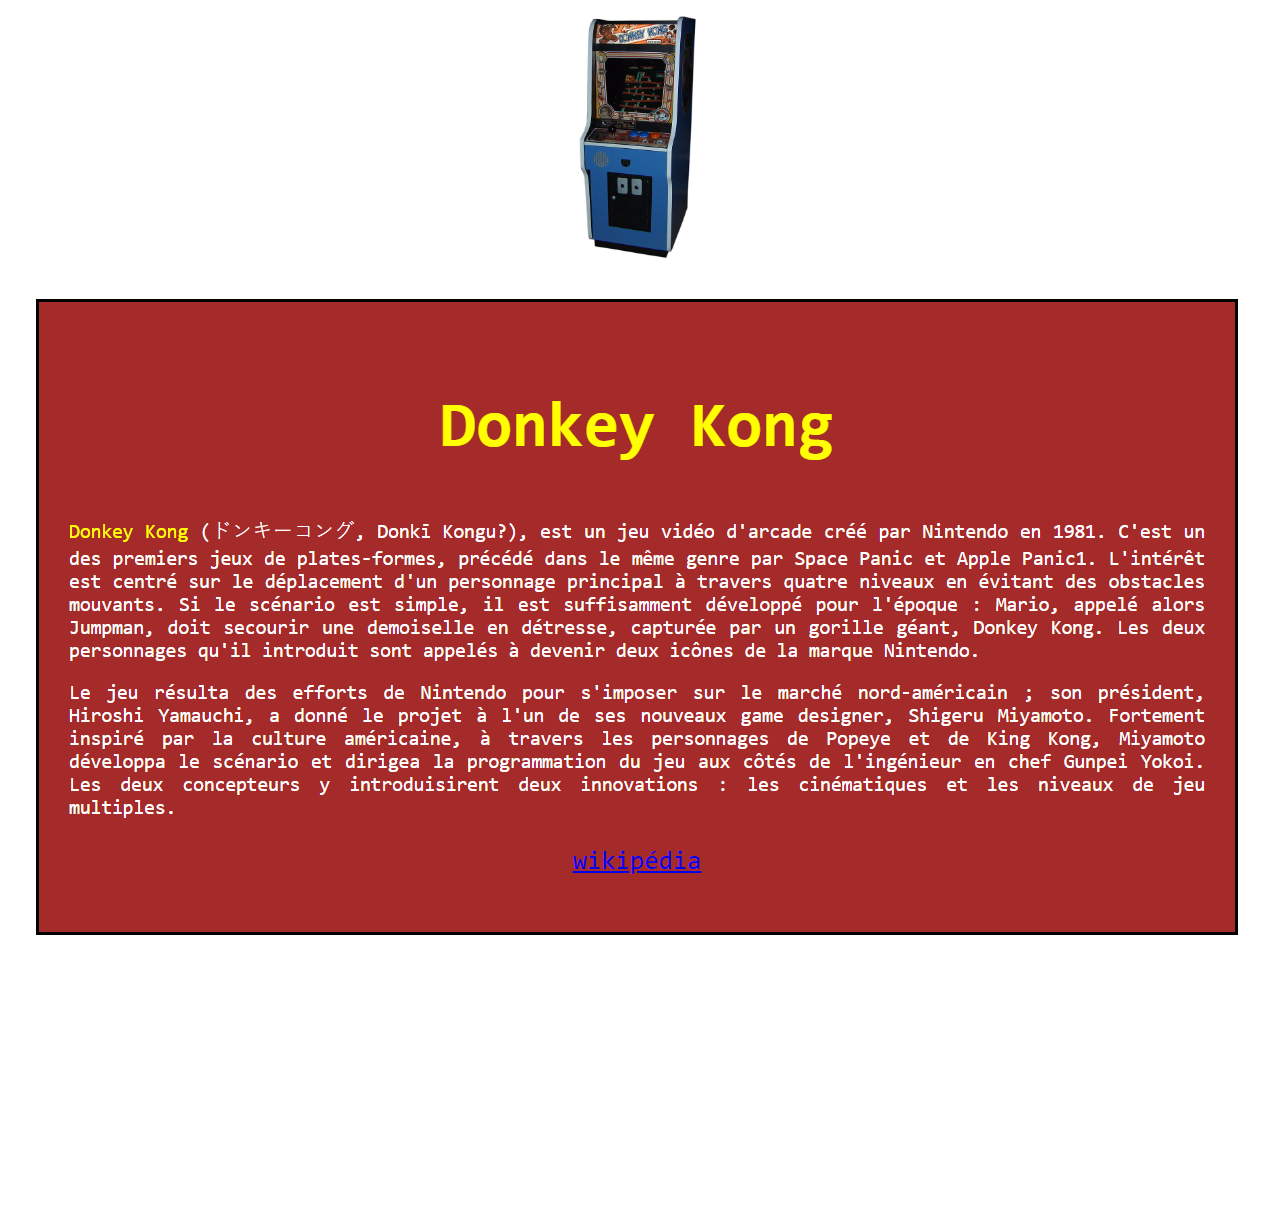 DONKEY KONG
Donkey Kong
Donkey Kong (ドンキーコング, Donkī Kongu?), est un jeu vidéo d'arcade créé par Nintendo en 1981. C'est un
des premiers jeux de plates-formes, précédé dans le même genre par Space Panic et Apple Panic1. L'intérêt
est centré sur le déplacement d'un personnage principal à travers quatre niveaux en évitant des obstacles
mouvants. Si le scénario est simple, il est suffisamment développé pour l'époque : Mario, appelé alors
Jumpman, doit secourir une demoiselle en détresse, capturée par un gorille géant, Donkey Kong. Les deux
personnages qu'il introduit sont appelés à devenir deux icônes de la marque Nintendo.
Le jeu résulta des efforts de Nintendo pour s'imposer sur le marché nord-américain ; son président,
Hiroshi Yamauchi, a donné le projet à l'un de ses nouveaux game designer, Shigeru Miyamoto. Fortement
inspiré par la culture américaine, à travers les personnages de Popeye et de King Kong, Miyamoto
développa le scénario et dirigea la programmation du jeu aux côtés de l'ingénieur en chef Gunpei Yokoi.
Les deux concepteurs y introduisirent deux innovations : les cinématiques et les niveaux de jeu
multiples.
wikipédia